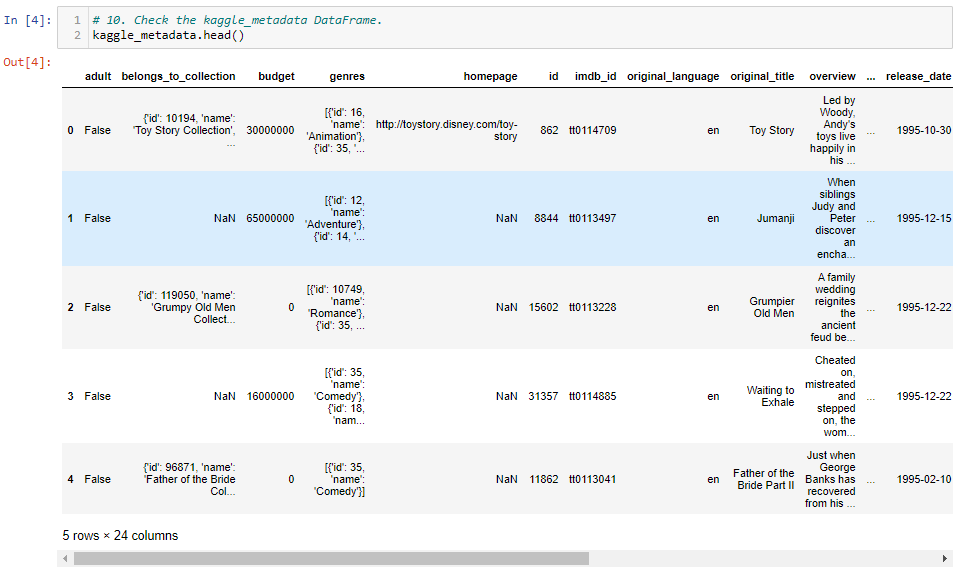 In [4]:
1 # 10. Check the kaggle_metadata DataFrame.
2 kaggle_metadata.head()
Out[4]:
adult belongs_to_collection budget genres homepage id imdb_id original_language original_title overview ... release_date
0 False {'id': 10194, 'name': 'Toy Story Collection', ... 30000000 [{'id': 16, 'name': 'Animation'}, {'id': 35, '... http://toystory.disney.com/toy-story 862 tt0114709 en Toy Story Led by Woody, Andy's toys live happily in his ... ... 1995-10-30
1 False NaN 65000000 [{'id': 12, 'name': 'Adventure'}, {'id': 14, '... NaN 8844 tt0113497 en Jumanji When siblings Judy and Peter discover an encha... ... 1995-12-15
2 False {'id': 119050, 'name': 'Grumpy Old Men Collect... 0 [{'id': 10749, 'name': 'Romance'}, {'id': 35, ... NaN 15602 tt0113228 en Grumpier Old Men A family wedding reignites the ancient feud be... ... 1995-12-22
3 False NaN 16000000 [{'id': 35, 'name': 'Comedy'}, {'id': 18, 'nam... NaN 31357 tt0114885 en Waiting to Exhale Cheated on, mistreated and stepped on, the wom... ... 1995-12-22
4 False {'id': 96871, 'name': 'Father of the Bride Col... 0 [{'id': 35, 'name': 'Comedy'}] NaN 11862 tt0113041 en Father of the Bride Part II Just when George Banks has recovered from his ... ... 1995-02-10
5 rows × 24 columns